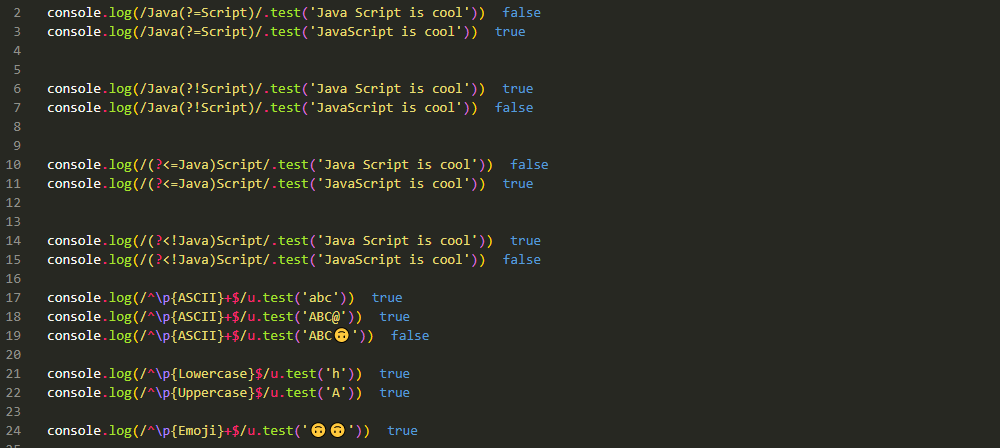 2 console.log(/Java(?=Script)/.test('Java Script is cool')) false
3 console.log(/Java(?=Script)/.test('JavaScript is cool')) true
4
5
6 console.log(/Java(?!Script)/.test('Java Script is cool')) true
7 console.log(/Java(?!Script)/.test('JavaScript is cool')) false
8
9
10 console.log(/(?<=Java)Script/.test('Java Script is cool')) false
11 console.log(/(?<=Java)Script/.test('JavaScript is cool')) true
12
13
14 console.log(/(?<!Java)Script/.test('Java Script is cool')) true
15 console.log(/(?<!Java)Script/.test('JavaScript is cool')) false
16
17 console.log(/^\p{ASCII}+$/u.test('abc')) true
18 console.log(/^\p{ASCII}+$/u.test('ABC@')) true
19 console.log(/^\p{ASCII}+$/u.test('ABC🙃')) false
20
21 console.log(/^\p{Lowercase}$/u.test('h')) true
22 console.log(/^\p{Uppercase}$/u.test('A')) true
23
24 console.log(/^\p{Emoji}+$/u.test('🙃🙃')) true